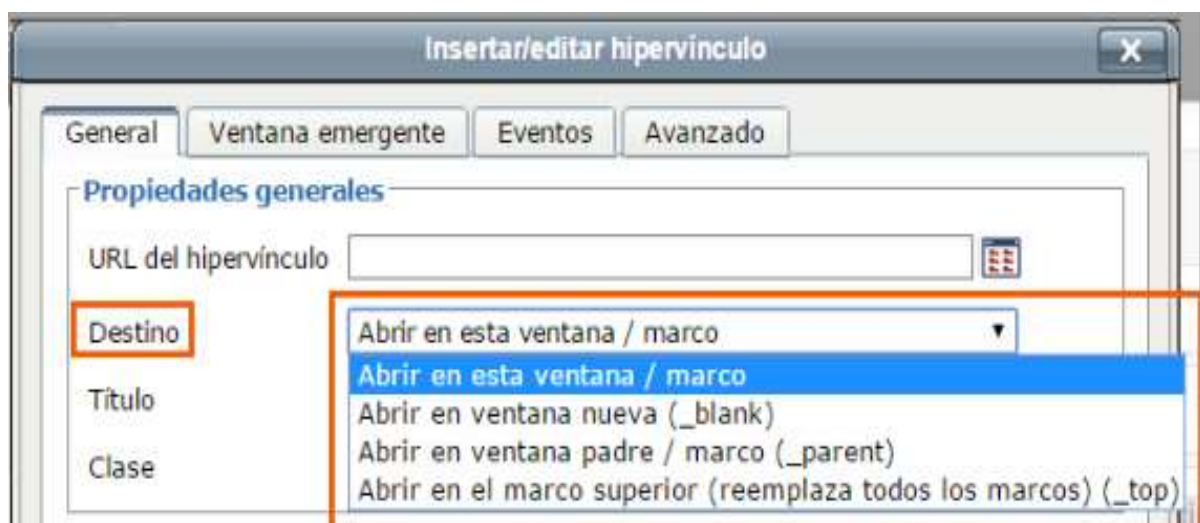 Insertar/editar hipervínculo
X
General Ventana emergente Eventos Avanzado
Propiedades generales
URL del hipervínculo
Destino Abrir en esta ventana / marco
Abrir en esta ventana / marco
Título
Abrir en ventana nueva (_blank)
Abrir en ventana padre / marco (_parent)
Clase
Abrir en el marco superior (reemplaza todos los marcos) (_top)